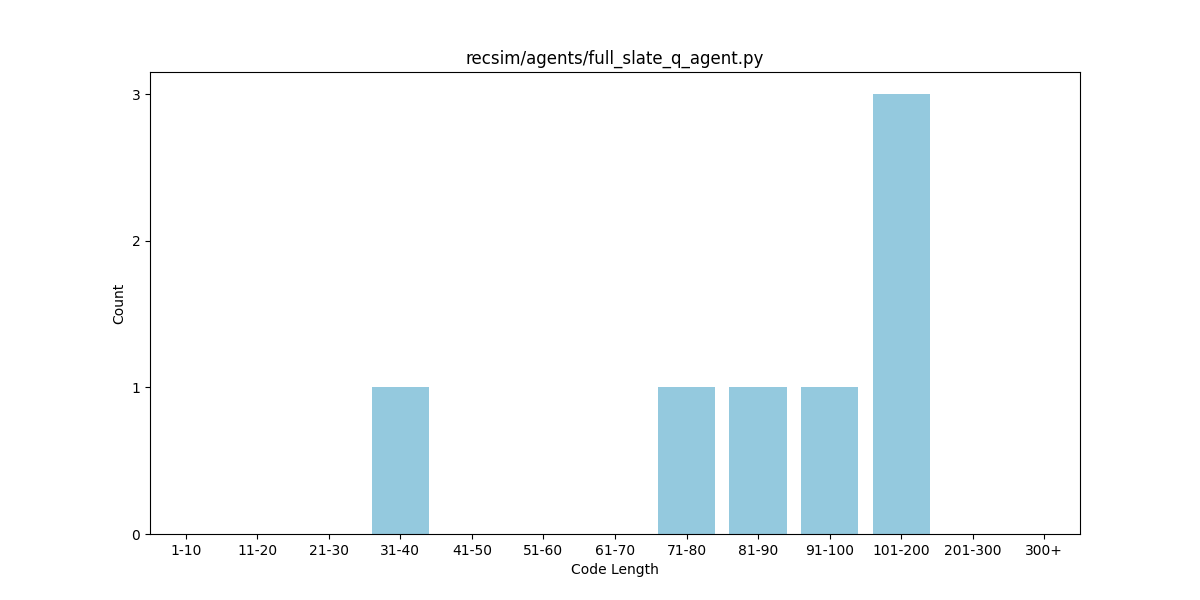 recsim/agents/full_slate_q_agent.py
3
2
1
0
Count
1-10 11-20 21-30 31-40 41-50 51-60 61-70 71-80 81-90 91-100 101-200 201-300 300+
Code Length